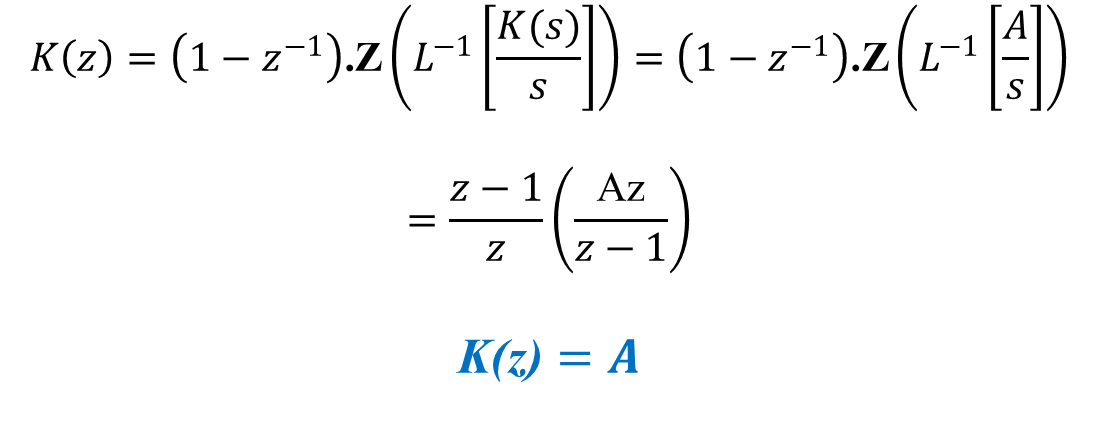 K(z) = (1 − z⁻¹).Z(L⁻¹[K(s)/s]) = (1 − z⁻¹).Z(L⁻¹[A/s])
= (z − 1)/z (Az/(z − 1))
K(z) = A